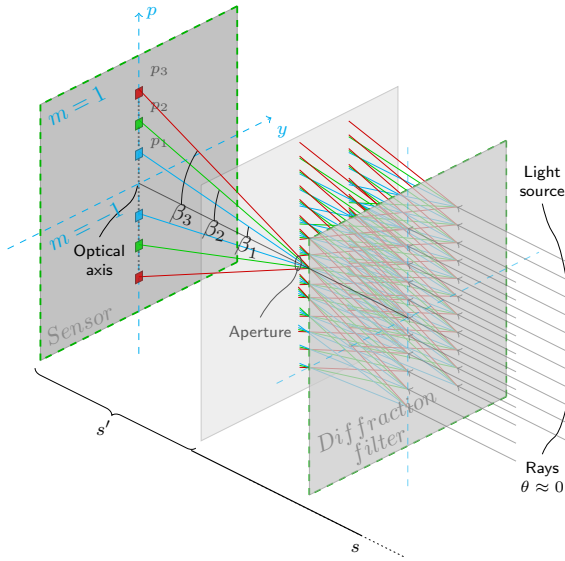 p
p₃
m = 1
p₂
y
p₁
Light
source
m = −1
β₃
β₂
β₁
Optical
axis
Sensor
Aperture
Diffraction
filter
s′
Rays
θ ≈ 0
s